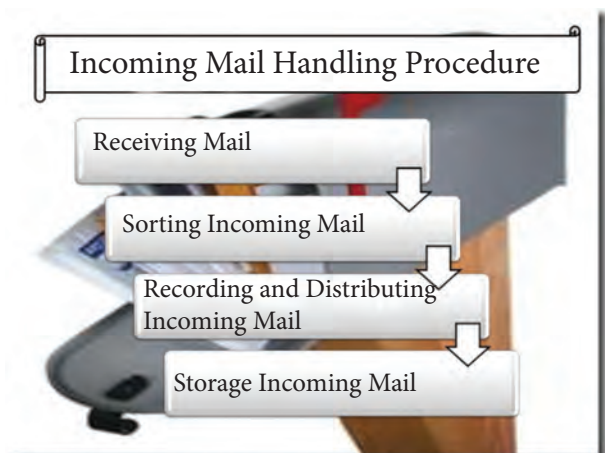 Incoming Mail Handling Procedure
Receiving Mail
Sorting Incoming Mail
Recording and Distributing
Incoming Mail
Storage Incoming Mail